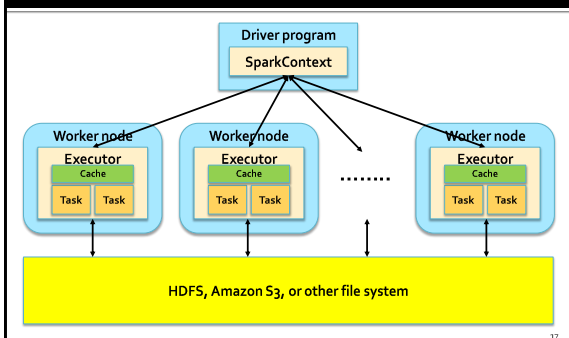 Driver program
SparkContext
Worker node
Executor
Cache
Task Task
Worker node
Executor
Cache
Task Task
........
Worker node
Executor
Cache
Task Task
HDFS, Amazon S3, or other file system
17